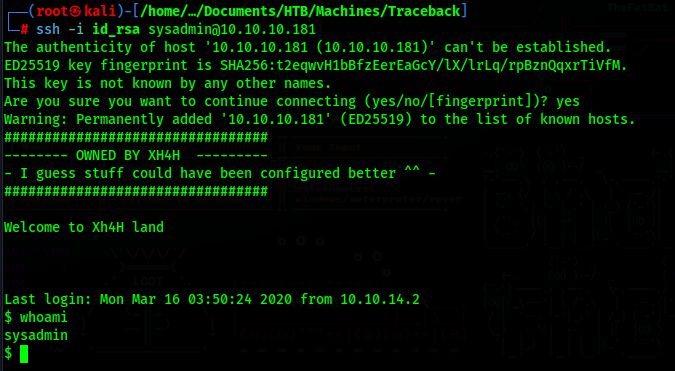 ┌──(root㉿kali)-[/home/…/Documents/HTB/Machines/Traceback]
└─# ssh -i id_rsa sysadmin@10.10.10.181
The authenticity of host '10.10.10.181 (10.10.10.181)' can't be established.
ED25519 key fingerprint is SHA256:t2eqwvH1bBfzEerEaGcY/lX/lrLq/rpBznQqxrTiVfM.
This key is not known by any other names.
Are you sure you want to continue connecting (yes/no/[fingerprint])? yes
Warning: Permanently added '10.10.10.181' (ED25519) to the list of known hosts.
################################
-------- OWNED BY XH4H  ---------
- I guess stuff could have been configured better ^^ -
################################
Welcome to Xh4H land
Last login: Mon Mar 16 03:50:24 2020 from 10.10.14.2
$ whoami
sysadmin
$